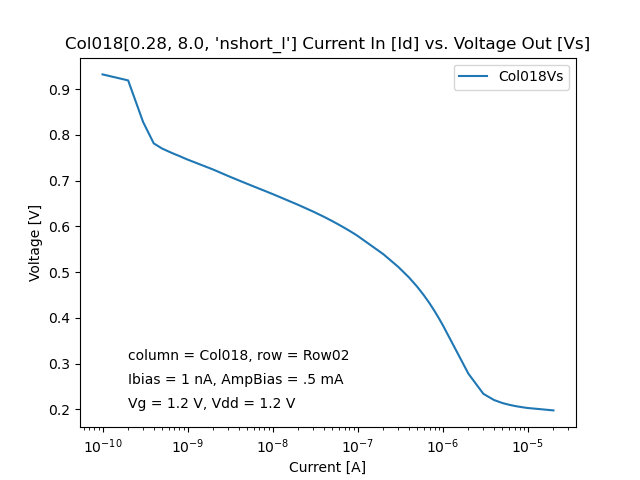 Col018[0.28, 8.0, 'nshort_l'] Current In [Id] vs. Voltage Out [Vs]
Col018Vs
0.9
0.8
0.7
0.6
0.5
0.4
0.3
0.2
Voltage [V]
column = Col018, row = Row02
Ibias = 1 nA, AmpBias = .5 mA
Vg = 1.2 V, Vdd = 1.2 V
10⁻¹⁰ 10⁻⁹ 10⁻⁸ 10⁻⁷ 10⁻⁶ 10⁻⁵
Current [A]